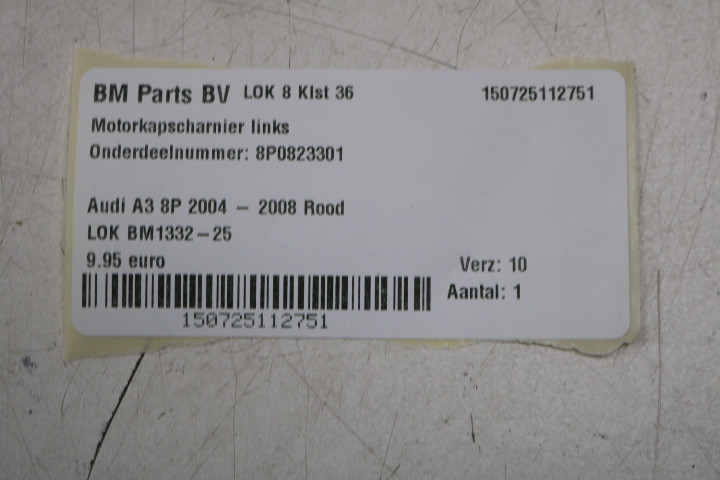 BM Parts BV LOK 8 Klst 36 150725112751
Motorkapscharnier links
Onderdeelnummer: 8P0823301
Audi A3 8P 2004 – 2008 Rood
LOK BM1332–25
9.95 euro Verz: 10
Aantal: 1
150725112751